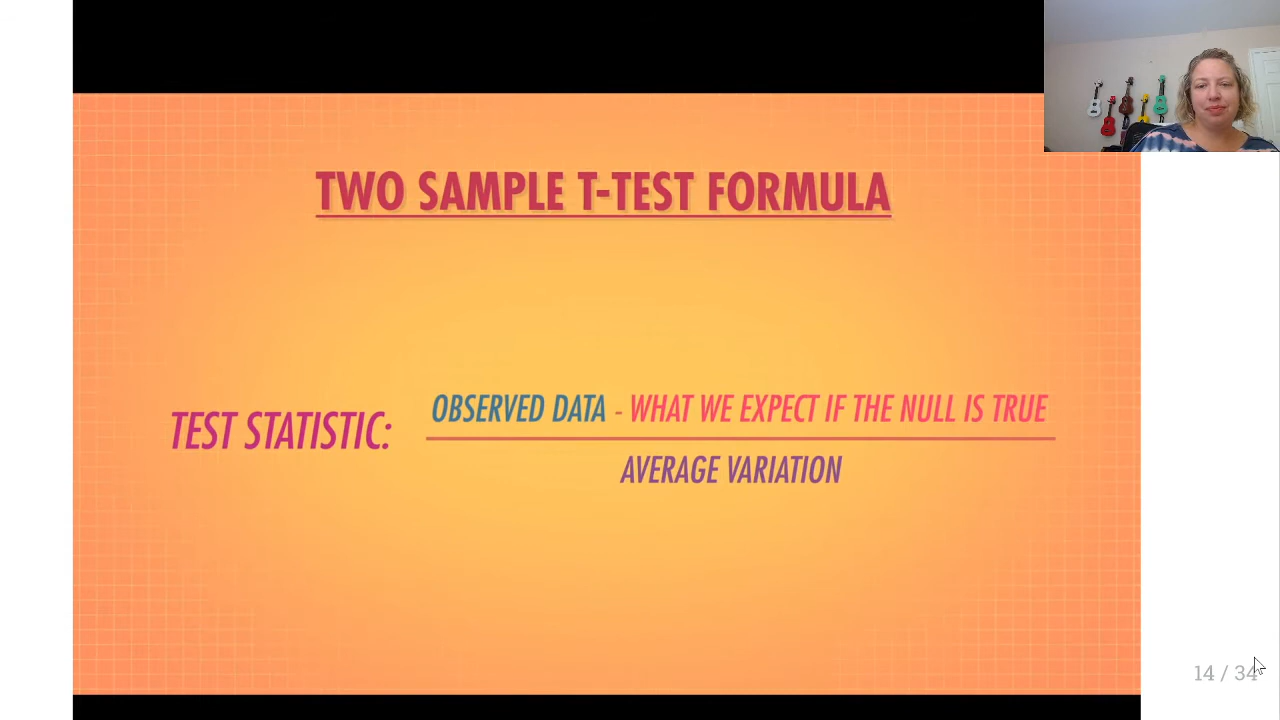 TWO SAMPLE T-TEST FORMULA
TEST STATISTIC:
OBSERVED DATA - WHAT WE EXPECT IF THE NULL IS TRUE
AVERAGE VARIATION
14 / 34